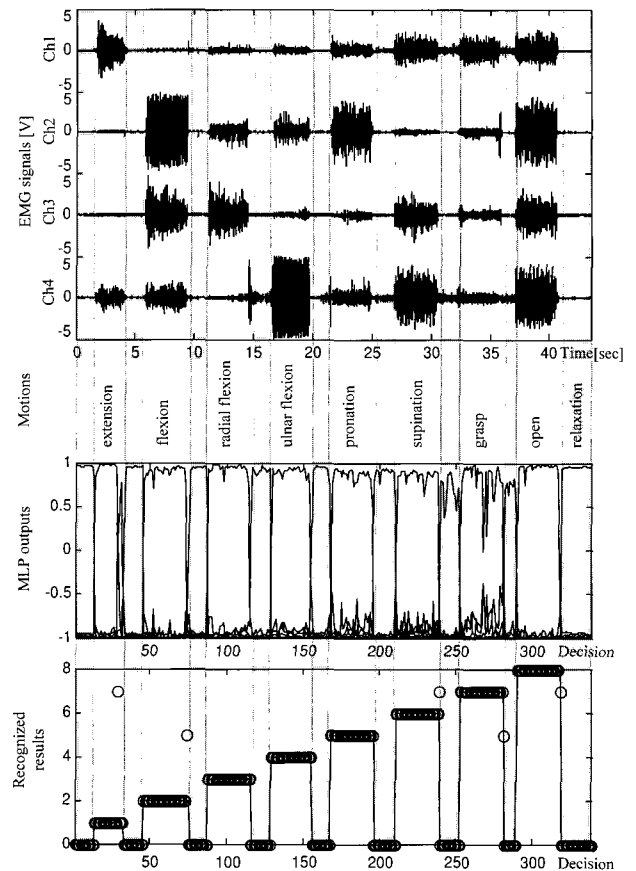 5
Ch1
0
-5
5
Ch2
0
-5
5
Ch3
0
-5
5
Ch4
0
-5
EMG signals [V]
0 5 10 15 20 25 30 35 40 Time[sec]
Motions
extension
flexion
radial flexion
ulnar flexion
pronation
supination
grasp
open
relaxation
MLP outputs
1
0.5
0
-0.5
-1
50 100 150 200 250 300 Decision
Recognized
results
8
6
4
2
0
50 100 150 200 250 300 Decision